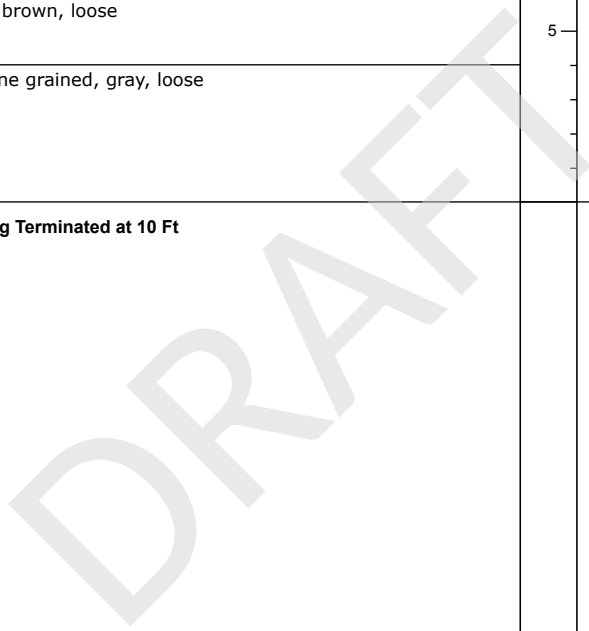 brown, loose
5
ne grained, gray, loose
g Terminated at 10 Ft
DRAFT